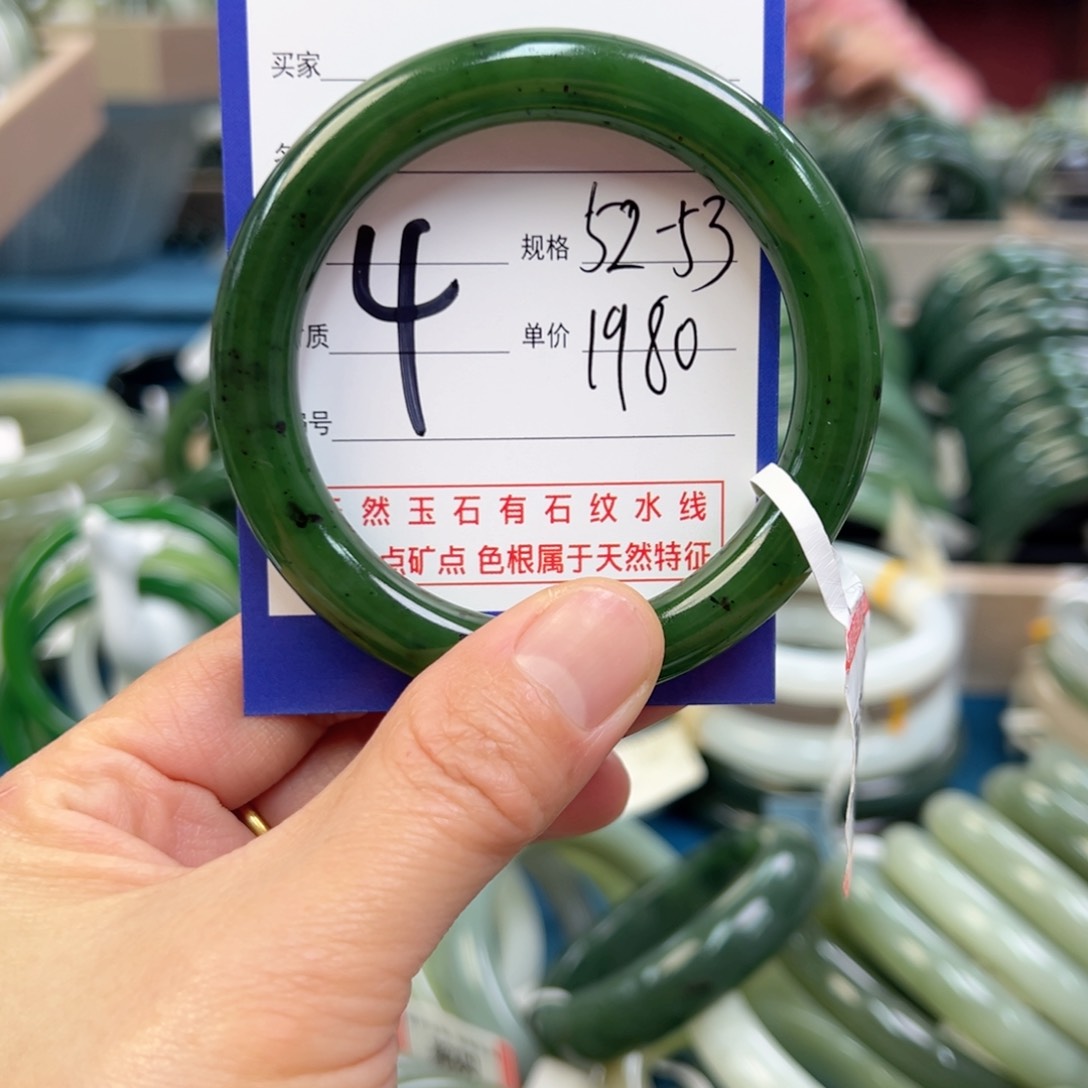 买家
4
规格 52-53
质 单价 1980
号
然玉石有石纹水线
点矿点 色根属于天然特征